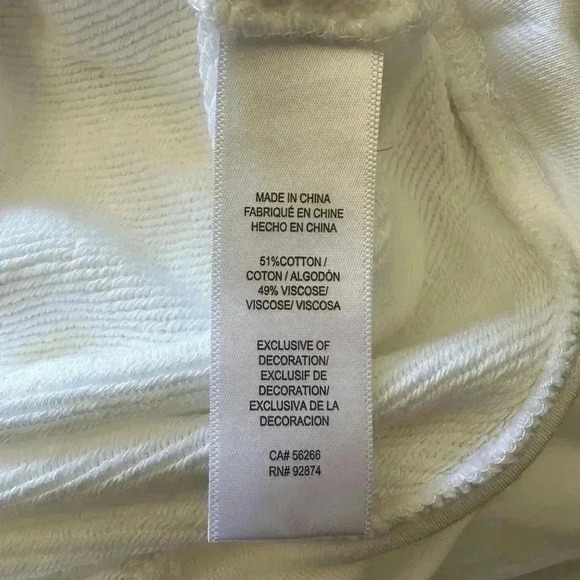 MADE IN CHINA
FABRIQUÉ EN CHINE
HECHO EN CHINA
51%COTTON /
COTON / ALGODÓN
49% VISCOSE/
VISCOSE/ VISCOSA
EXCLUSIVE OF
DECORATION/
EXCLUSIF DE
DECORATION/
EXCLUSIVA DE LA
DECORACION
CA# 56266
RN# 92874